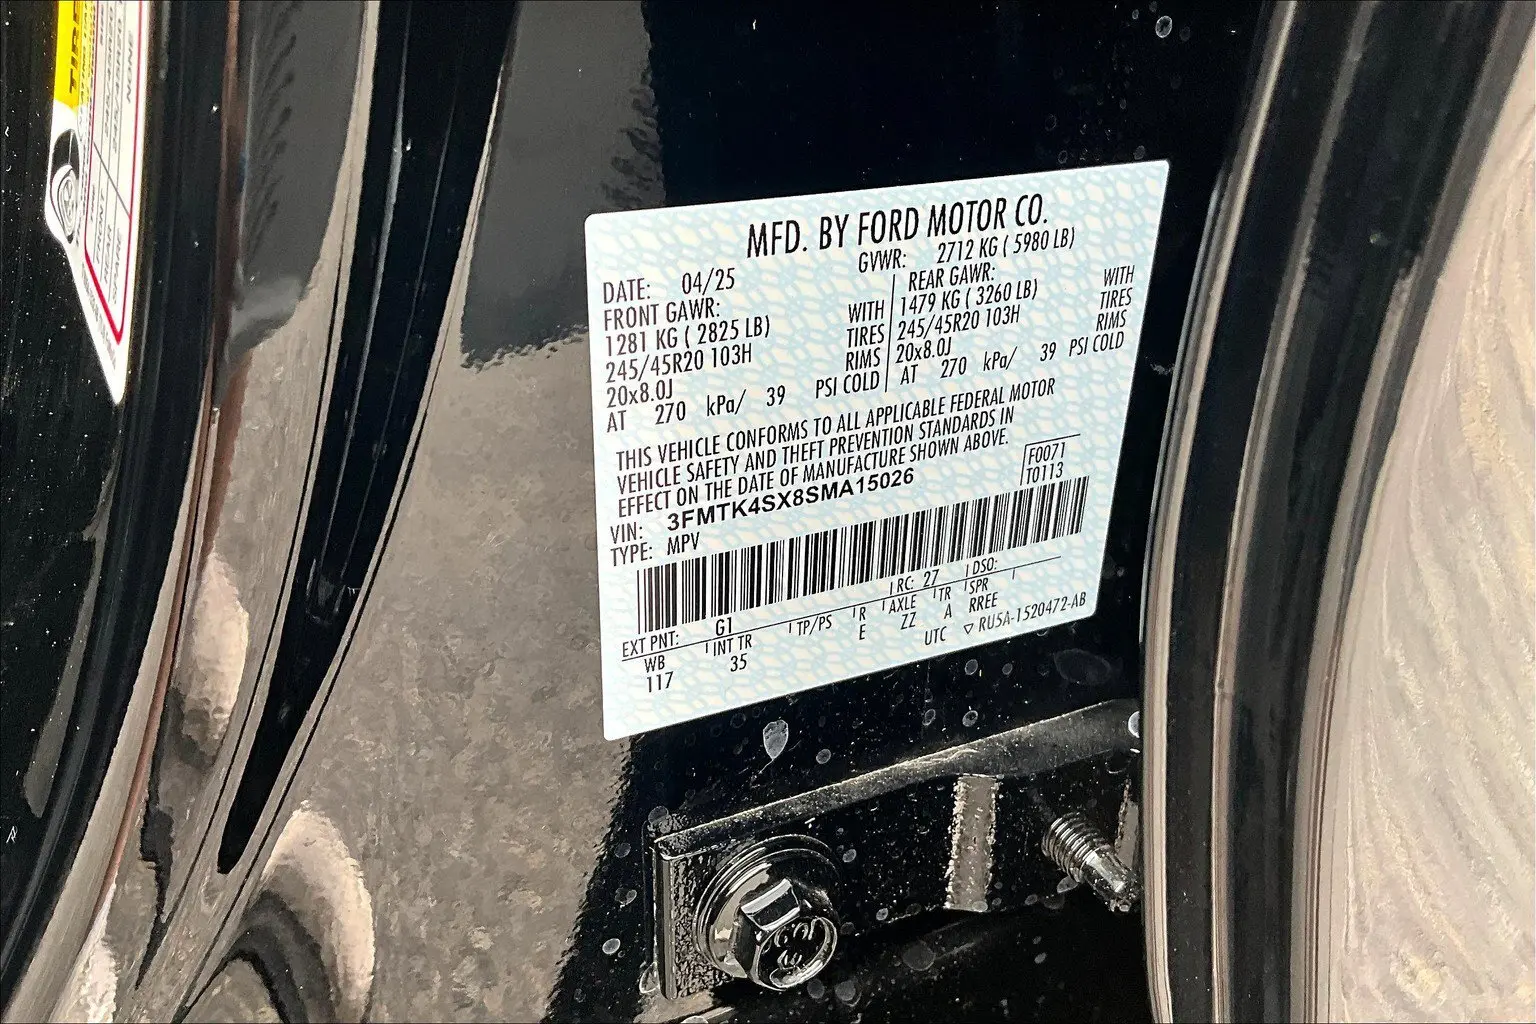 MFD. BY FORD MOTOR CO.
DATE: 04/25 GVWR: 2712 KG ( 5980 LB)
FRONT GAWR: REAR GAWR:
1281 KG ( 2825 LB) WITH 1479 KG ( 3260 LB) WITH
245/45R20 103H TIRES 245/45R20 103H TIRES
20x8.0J RIMS 20x8.0J RIMS
AT 270 kPa/ 39 PSI COLD AT 270 kPa/ 39 PSI COLD
THIS VEHICLE CONFORMS TO ALL APPLICABLE FEDERAL MOTOR
VEHICLE SAFETY AND THEFT PREVENTION STANDARDS IN
EFFECT ON THE DATE OF MANUFACTURE SHOWN ABOVE.
F0071
T0113
VIN: 3FMTK4SX8SMA15026
TYPE: MPV
EXT PNT: G1 RC: 27 DSO:
WB INT TR TP/PS R AXLE TR SPR
117 35 E ZZ A RREE
UTC ▽ RU5A-1520472-AB
TIRE